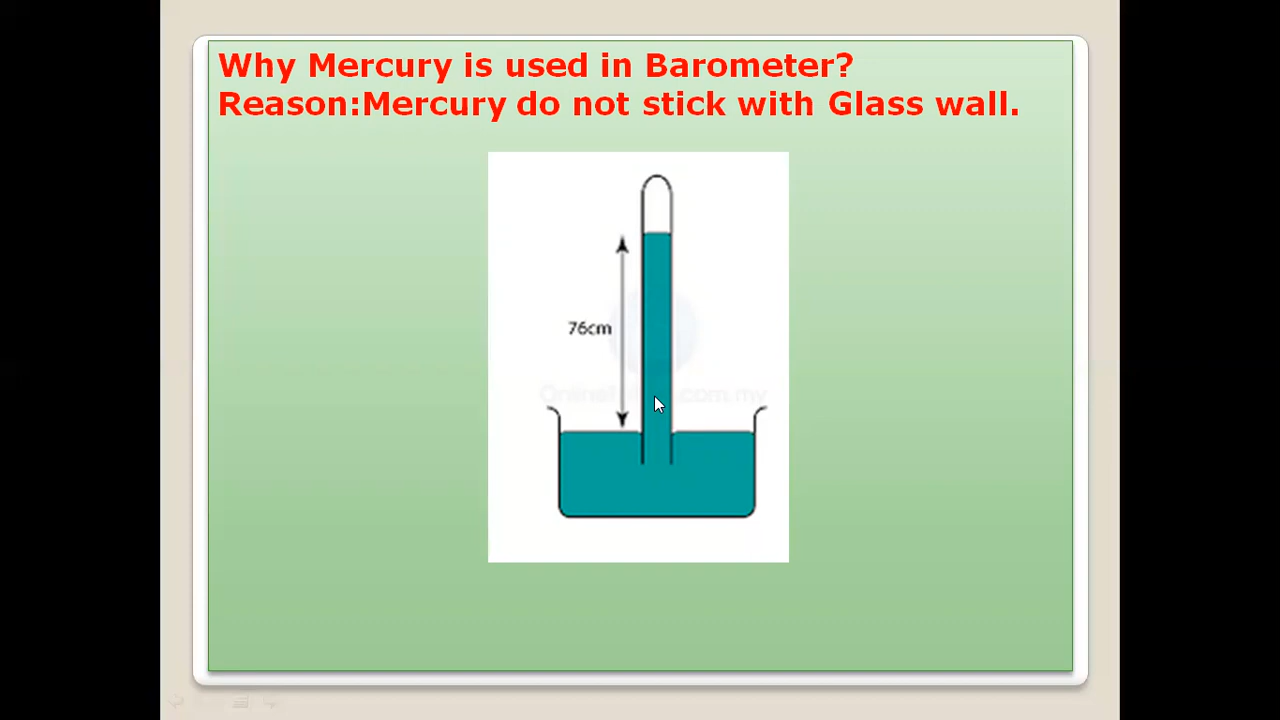 Why Mercury is used in Barometer?
Reason:Mercury do not stick with Glass wall.
76cm